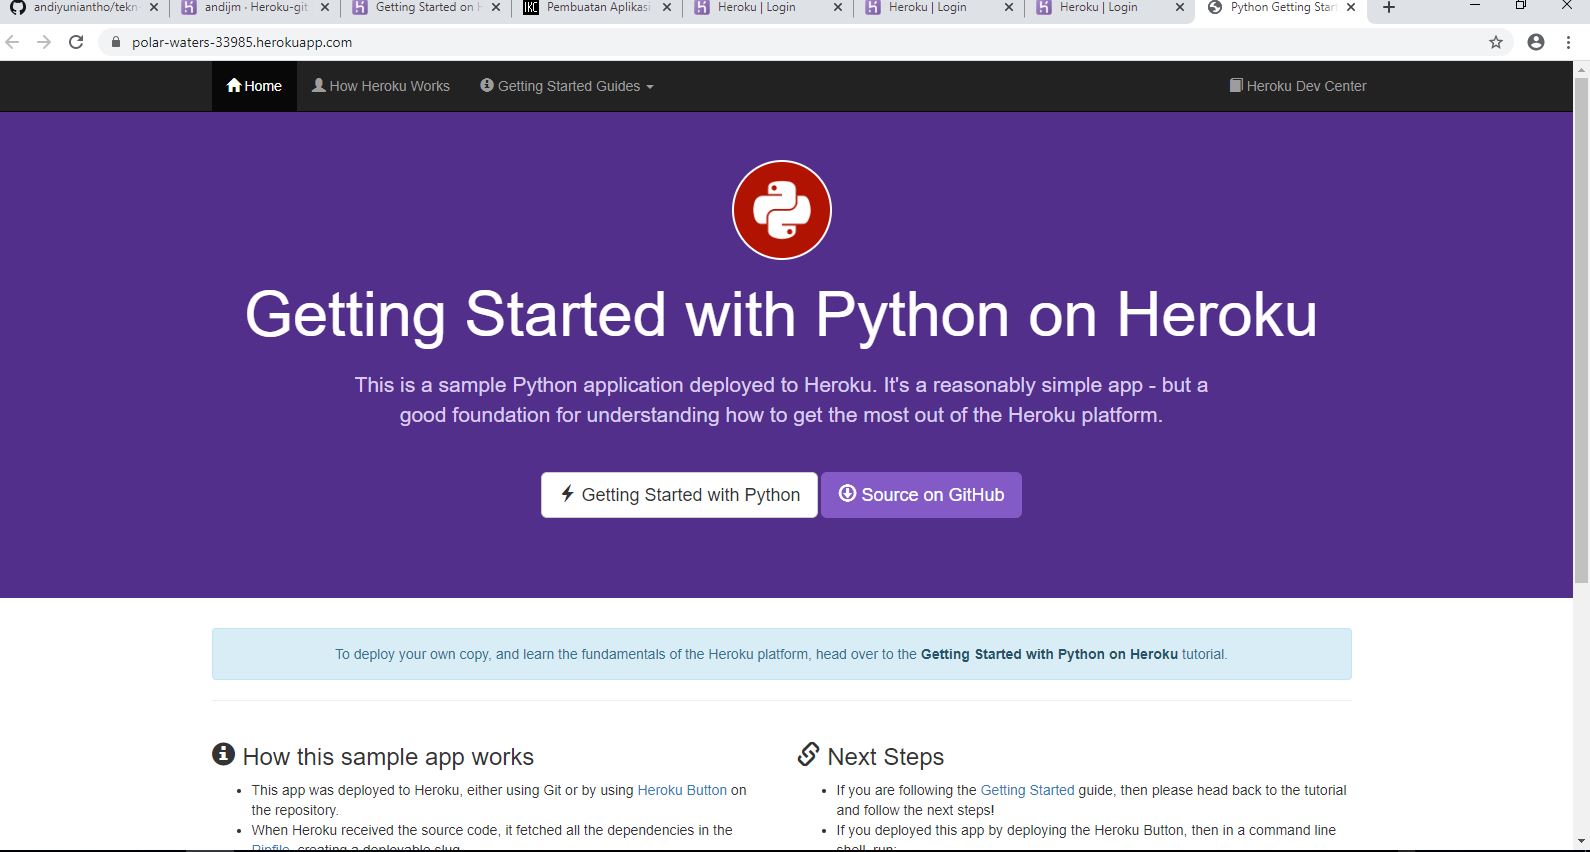 andiyuniantho/tekn
andijm · Heroku-git
Getting Started on H
IKC Pembuatan Aplikasi
Heroku | Login
Heroku | Login
Heroku | Login
Python Getting Start
polar-waters-33985.herokuapp.com
Home How Heroku Works Getting Started Guides Heroku Dev Center
Getting Started with Python on Heroku
This is a sample Python application deployed to Heroku. It's a reasonably simple app - but a
good foundation for understanding how to get the most out of the Heroku platform.
Getting Started with Python Source on GitHub
To deploy your own copy, and learn the fundamentals of the Heroku platform, head over to the Getting Started with Python on Heroku tutorial.
How this sample app works
This app was deployed to Heroku, either using Git or by using Heroku Button on
the repository.
When Heroku received the source code, it fetched all the dependencies in the
Pipfile, creating a deployable slug.
Next Steps
If you are following the Getting Started guide, then please head back to the tutorial
and follow the next steps!
If you deployed this app by deploying the Heroku Button, then in a command line
shell, run: